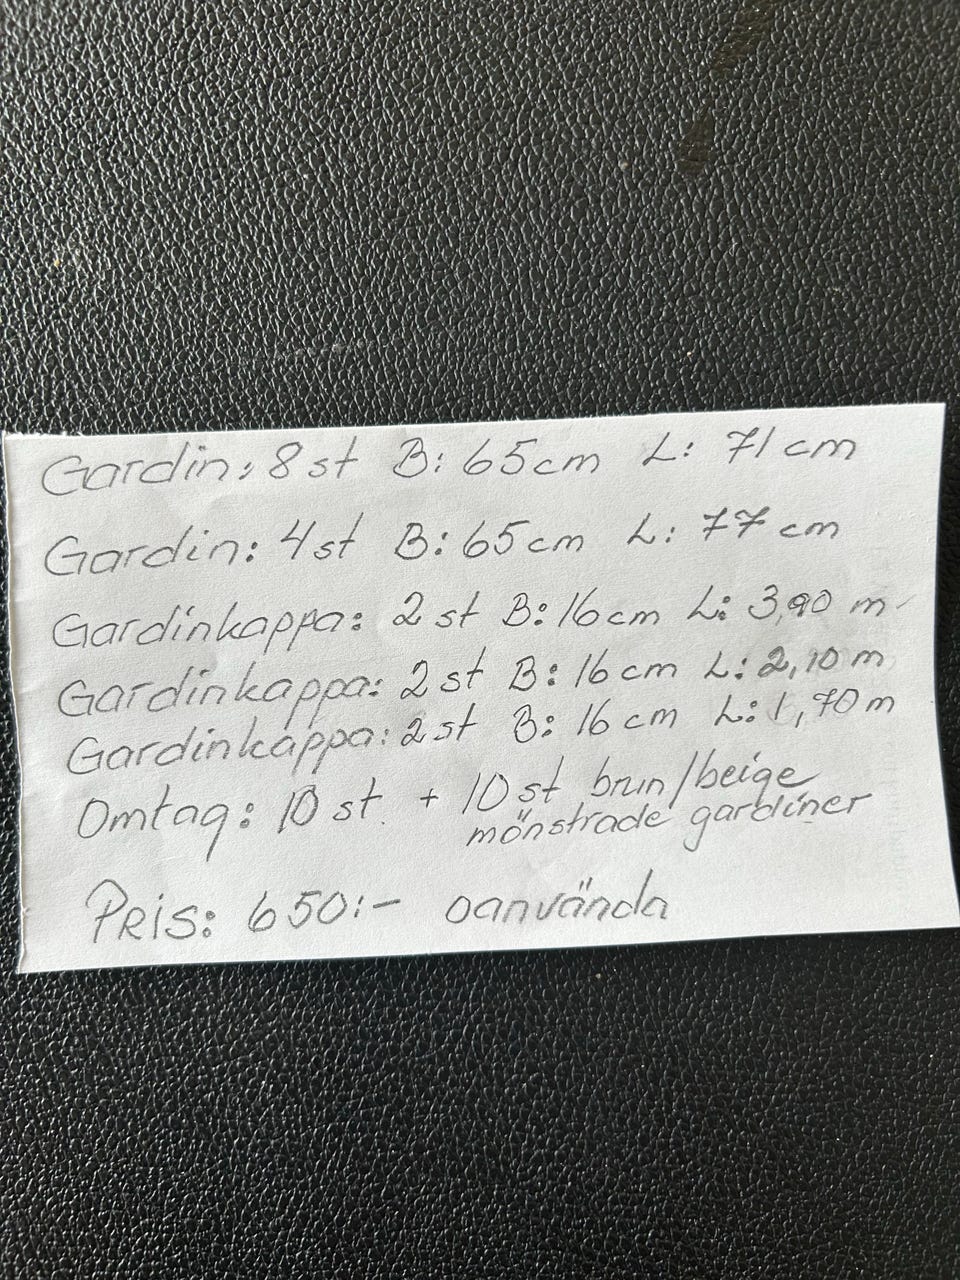 Gardin: 8 st B: 65 cm L: 71 cm
Gardin: 4 st B: 65 cm L: 77 cm
Gardinkappa: 2 st B: 16 cm L: 3,90 m
Gardinkappa: 2 st B: 16 cm L: 2,10 m
Gardinkappa: 2 st B: 16 cm L: 1,70 m
Omtag: 10 st. + 10 st brun/beige
mönstrade gardiner
Pris: 650:- oanvända